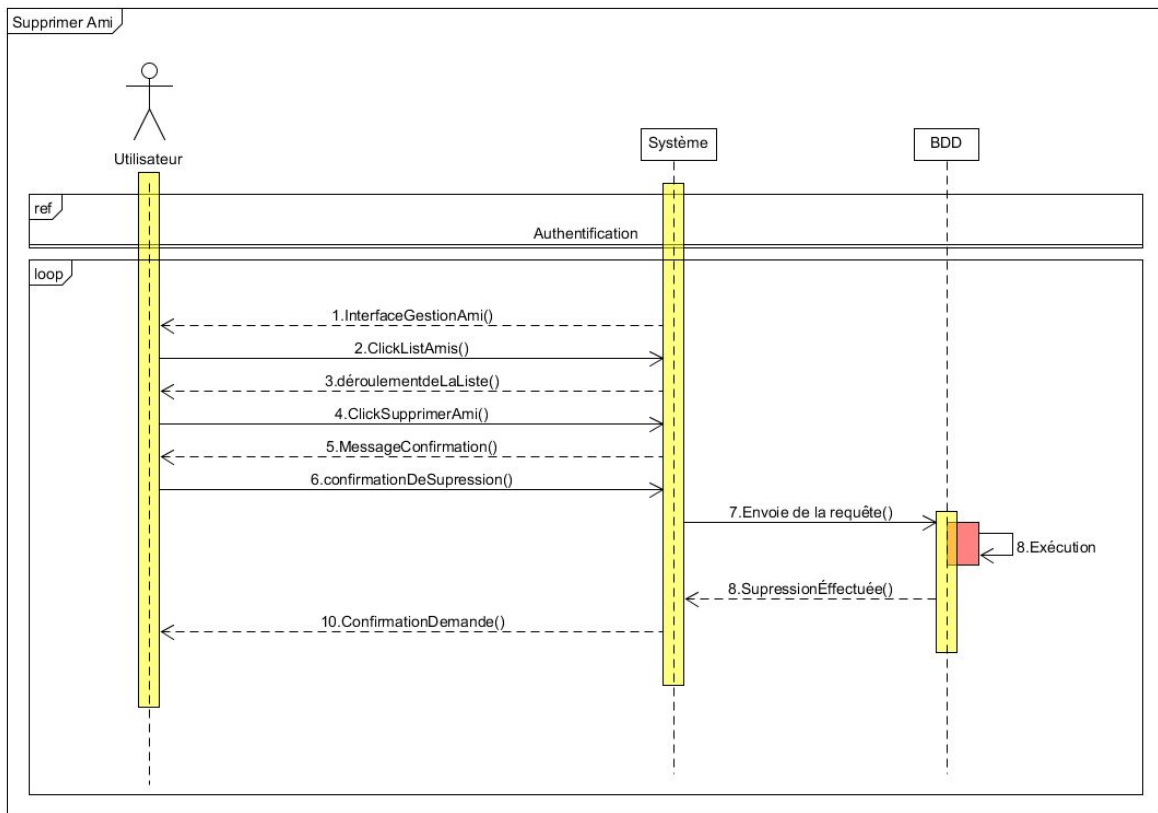 Supprimer Ami
Utilisateur
Système
BDD
ref
Authentification
loop
1.InterfaceGestionAmi()
2.ClickListAmis()
3.déroulementdeLaListe()
4.ClickSupprimerAmi()
5.MessageConfirmation()
6.confirmationDeSupression()
7.Envoie de la requête()
8.Exécution
8.SupressionÉffectuée()
10.ConfirmationDemande()